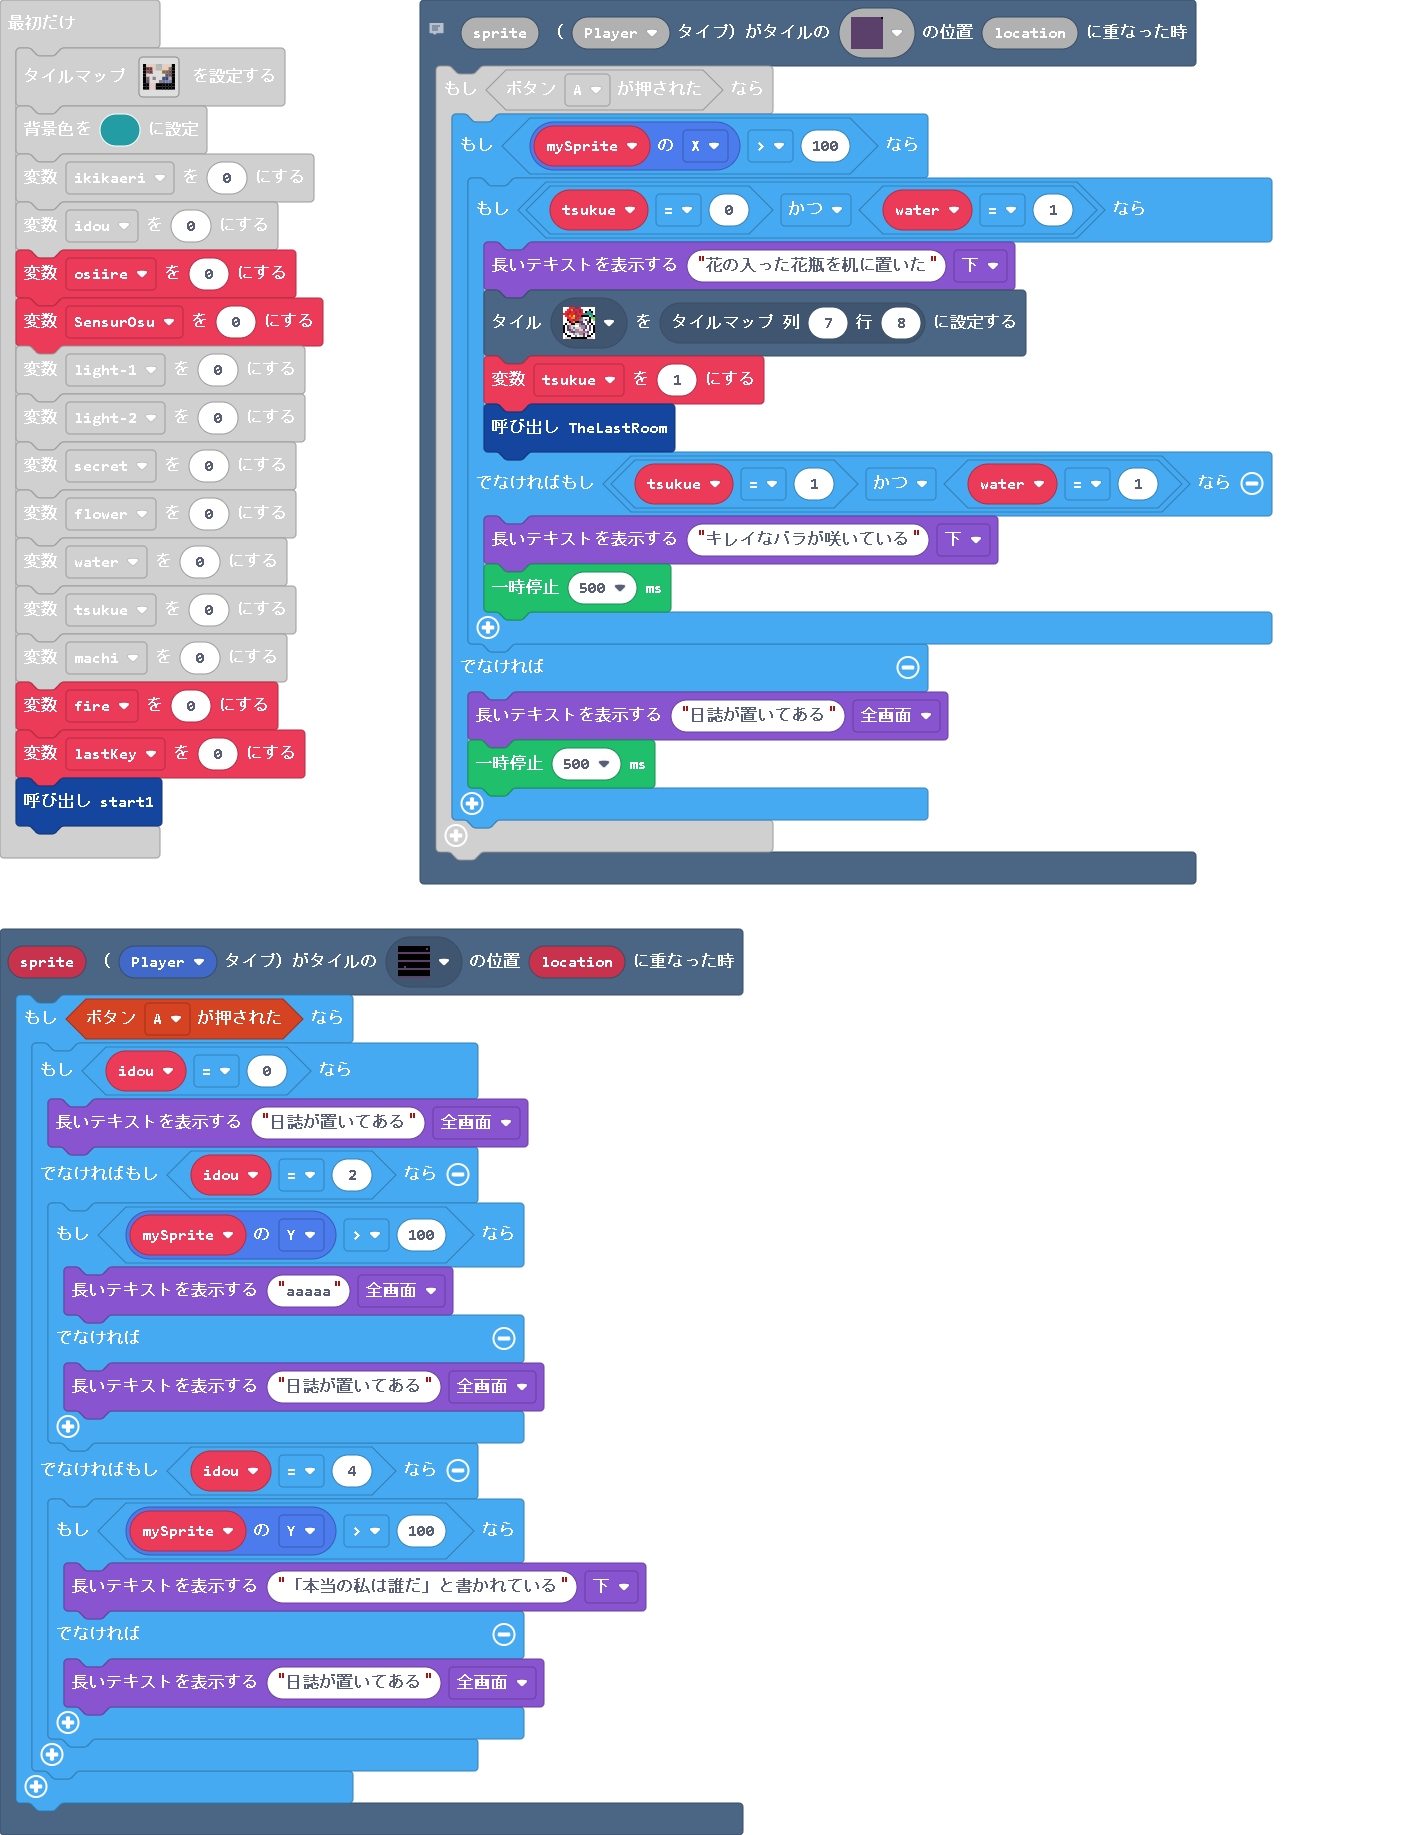 最初だけ
タイルマップ を設定する
背景色を に設定
変数 ikikaeri を 0 にする
変数 idou を 0 にする
変数 osiire を 0 にする
変数 SensurOsu を 0 にする
変数 light-1 を 0 にする
変数 light-2 を 0 にする
変数 secret を 0 にする
変数 flower を 0 にする
変数 water を 0 にする
変数 tsukue を 0 にする
変数 machi を 0 にする
変数 fire を 0 にする
変数 lastKey を 0 にする
呼び出し start1
sprite （ Player タイプ）がタイルの の位置 location に重なった時
もし ボタン A が押された なら
もし mySprite の X > 100 なら
もし tsukue = 0 かつ water = 1 なら
長いテキストを表示する "花の入った花瓶を机に置いた" 下
タイル を タイルマップ 列 7 行 8 に設定する
変数 tsukue を 1 にする
呼び出し TheLastRoom
でなければもし tsukue = 1 かつ water = 1 なら
長いテキストを表示する "キレイなバラが咲いている" 下
一時停止 500 ms
でなければ
長いテキストを表示する "日誌が置いてある" 全画面
一時停止 500 ms
sprite （ Player タイプ）がタイルの の位置 location に重なった時
もし ボタン A が押された なら
もし idou = 0 なら
長いテキストを表示する "日誌が置いてある" 全画面
でなければもし idou = 2 なら
もし mySprite の Y > 100 なら
長いテキストを表示する "aaaaa" 全画面
でなければ
長いテキストを表示する "日誌が置いてある" 全画面
でなければもし idou = 4 なら
もし mySprite の Y > 100 なら
長いテキストを表示する "「本当の私は誰だ」と書かれている" 下
でなければ
長いテキストを表示する "日誌が置いてある" 全画面